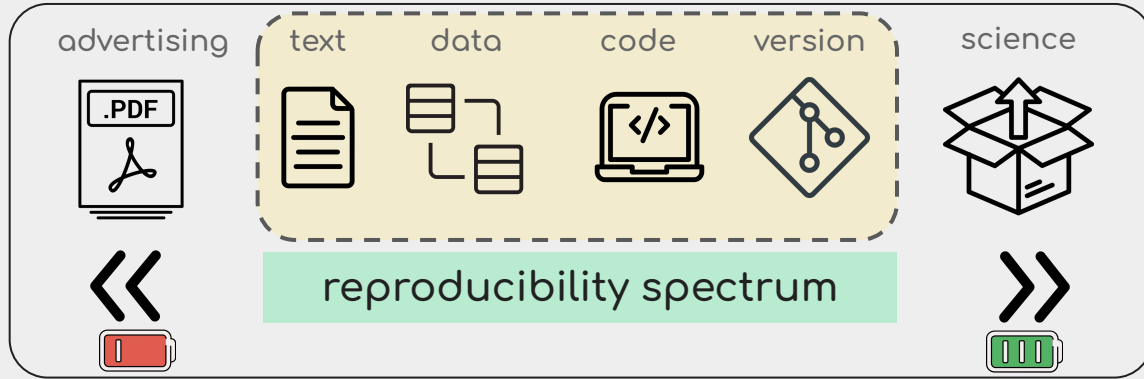 advertising
text
data
code
version
science
.PDF
</>
reproducibility spectrum